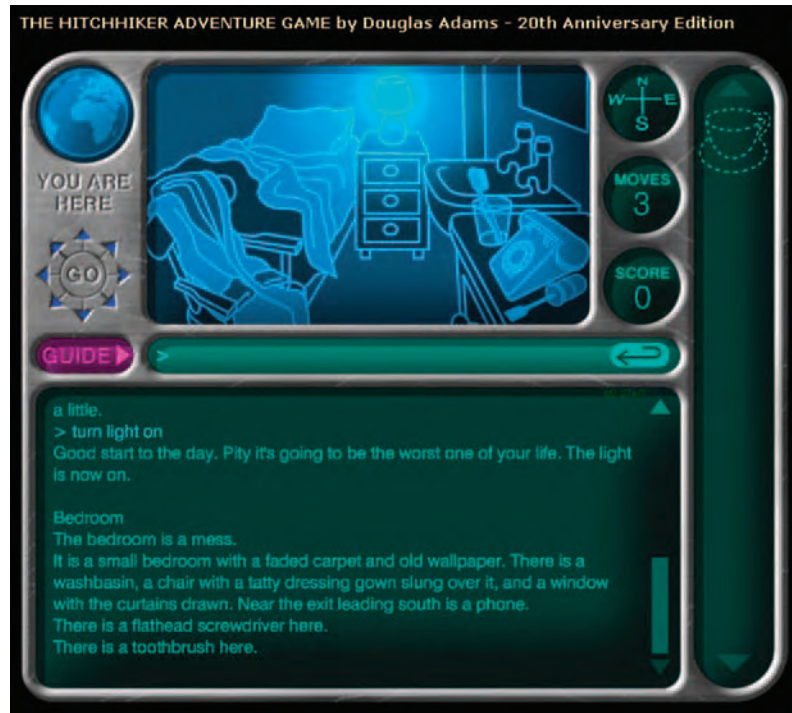 THE HITCHHIKER ADVENTURE GAME by Douglas Adams - 20th Anniversary Edition
YOU ARE
HERE
GO
N
W E
S
MOVES
3
SCORE
0
GUIDE
>
a little.
> turn light on
Good start to the day. Pity it's going to be the worst one of your life. The light
is now on.
Bedroom
The bedroom is a mess.
It is a small bedroom with a faded carpet and old wallpaper. There is a
washbasin, a chair with a tatty dressing gown slung over it, and a window
with the curtains drawn. Near the exit leading south is a phone.
There is a flathead screwdriver here.
There is a toothbrush here.